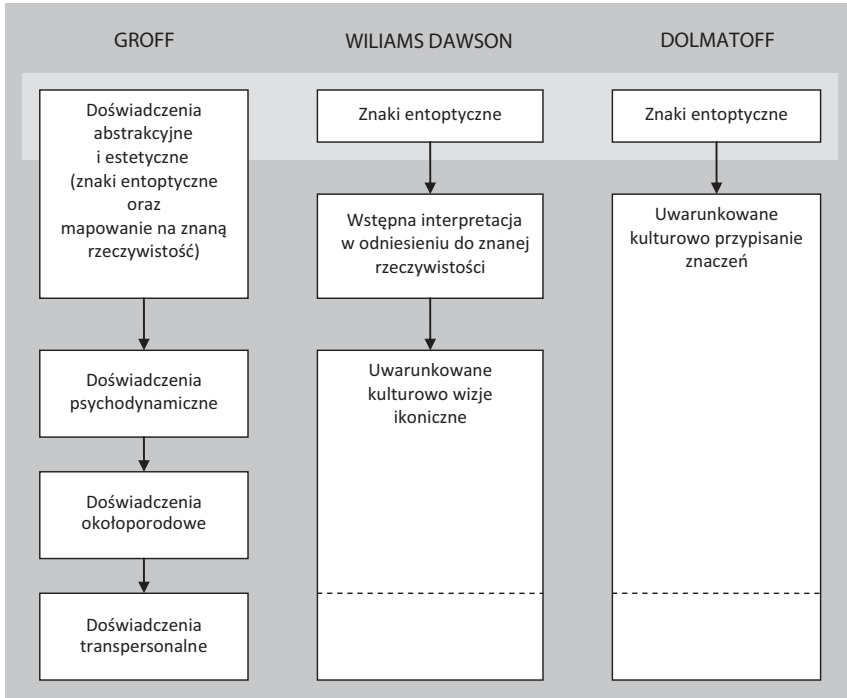 GROFF
Doświadczenia
abstrakcyjne
i estetyczne
(znaki entoptyczne
oraz
mapowanie na znaną
rzeczywistość)
Doświadczenia
psychodynamiczne
Doświadczenia
okołoporodowe
Doświadczenia
transpersonalne
WILIAMS DAWSON
Znaki entoptyczne
Wstępna interpretacja
w odniesieniu do znanej
rzeczywistości
Uwarunkowane
kulturowo wizje
ikoniczne
DOLMATOFF
Znaki entoptyczne
Uwarunkowane
kulturowo przypisanie
znaczeń